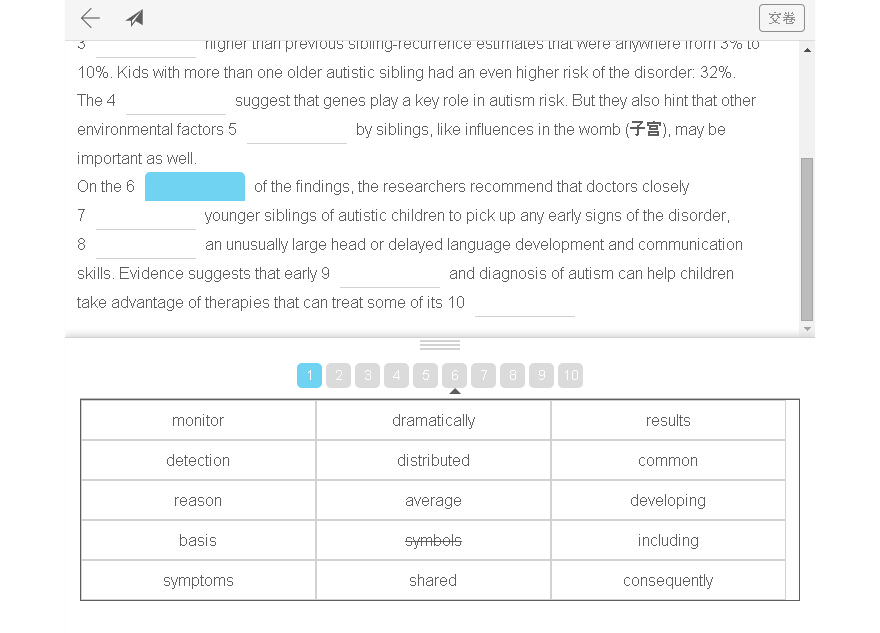 交卷
3 higher than previous sibling-recurrence estimates that were anywhere from 3% to
10%. Kids with more than one older autistic sibling had an even higher risk of the disorder: 32%.
The 4 suggest that genes play a key role in autism risk. But they also hint that other
environmental factors 5 by siblings, like influences in the womb (子宫), may be
important as well.
On the 6 of the findings, the researchers recommend that doctors closely
7 younger siblings of autistic children to pick up any early signs of the disorder,
8 an unusually large head or delayed language development and communication
skills. Evidence suggests that early 9 and diagnosis of autism can help children
take advantage of therapies that can treat some of its 10
1 2 3 4 5 6 7 8 9 10
monitor dramatically results
detection distributed common
reason average developing
basis symbols including
symptoms shared consequently